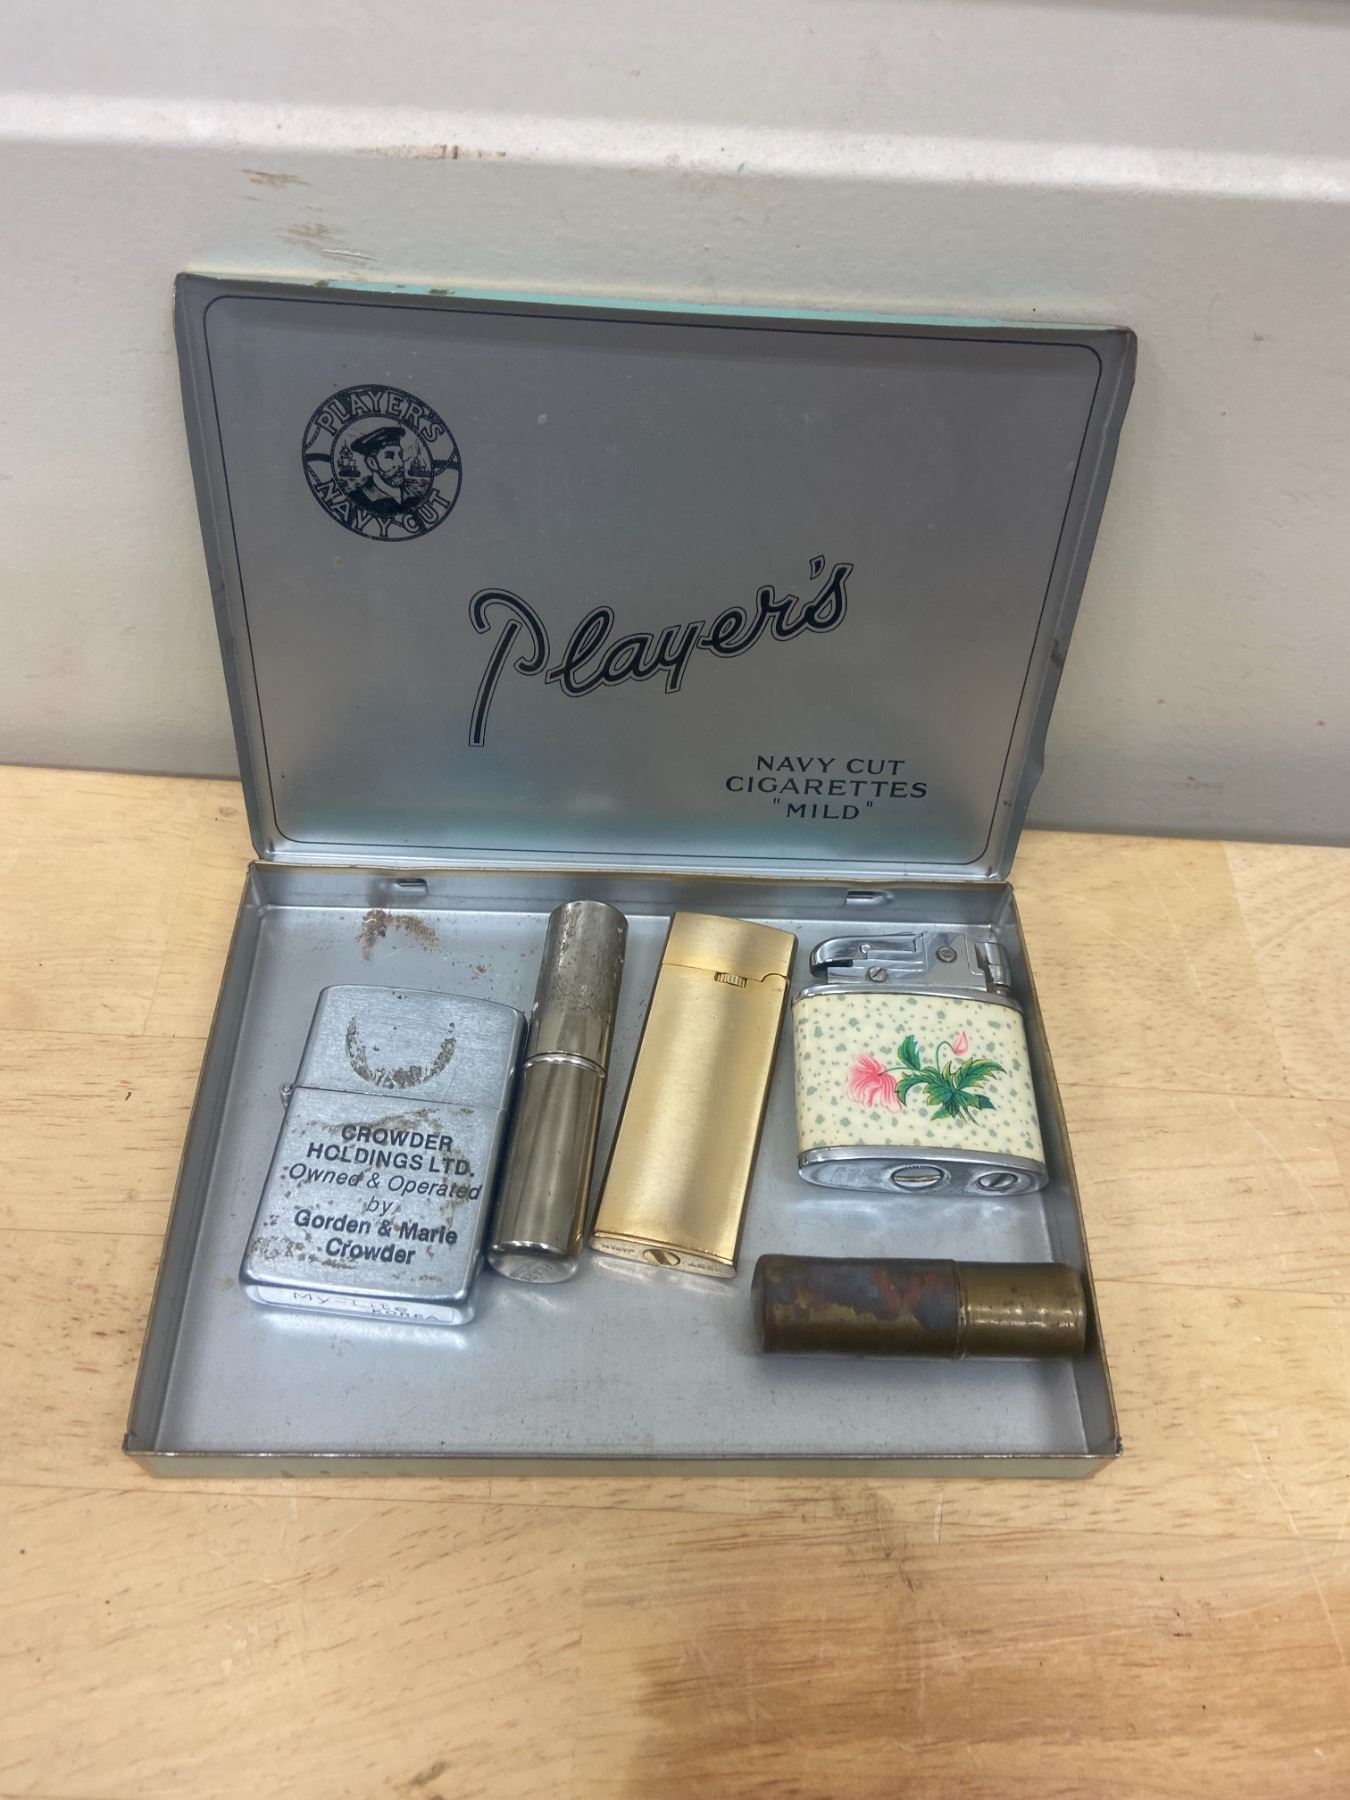 PLAYER'S
NAVY CUT
Player's
NAVY CUT
CIGARETTES
"MILD"
CROWDER
HOLDINGS LTD.
Owned & Operated
by
Gorden & Marie
Crowder
My-Lite
KOREA
JAPAN